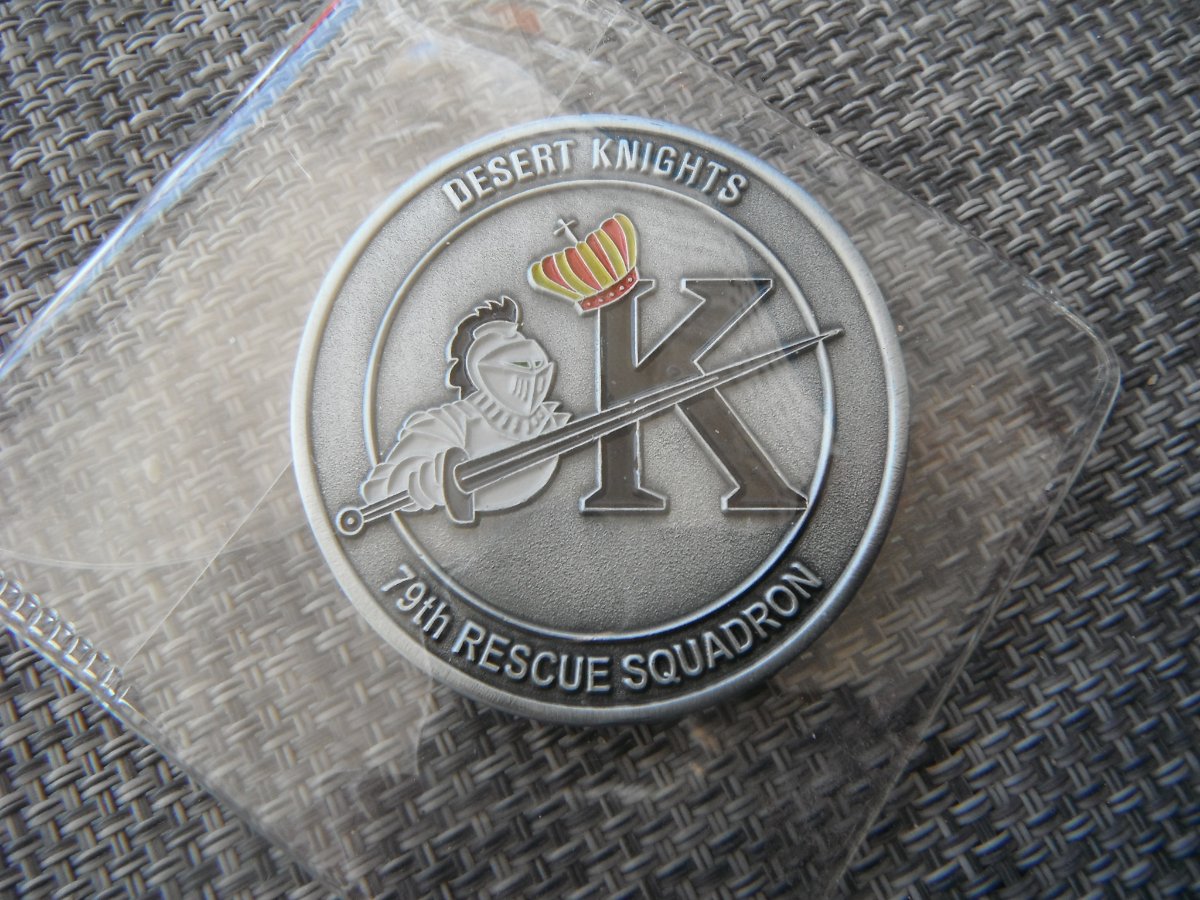 DESERT KNIGHTS
K
79th RESCUE SQUADRON